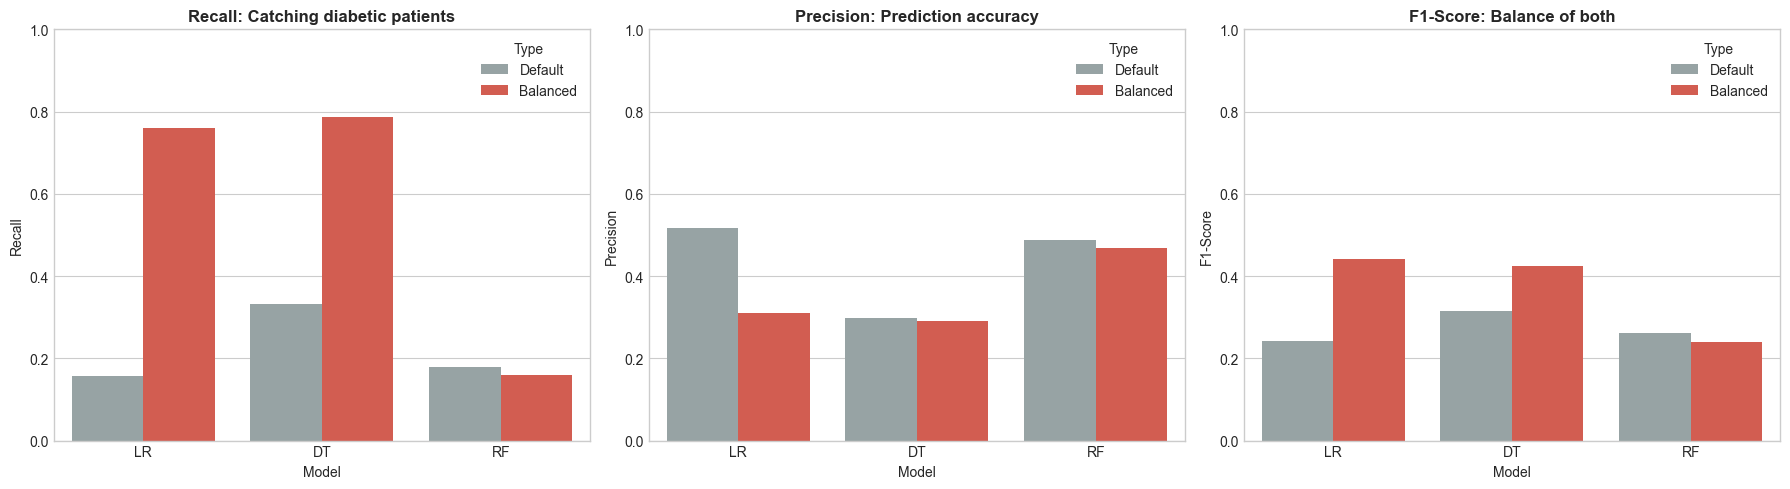 Recall: Catching diabetic patients
1.0
0.8
0.6
0.4
0.2
0.0
Recall
Type
Default
Balanced
LR DT RF
Model
Precision: Prediction accuracy
1.0
0.8
0.6
0.4
0.2
0.0
Precision
Type
Default
Balanced
LR DT RF
Model
F1-Score: Balance of both
1.0
0.8
0.6
0.4
0.2
0.0
F1-Score
Type
Default
Balanced
LR DT RF
Model